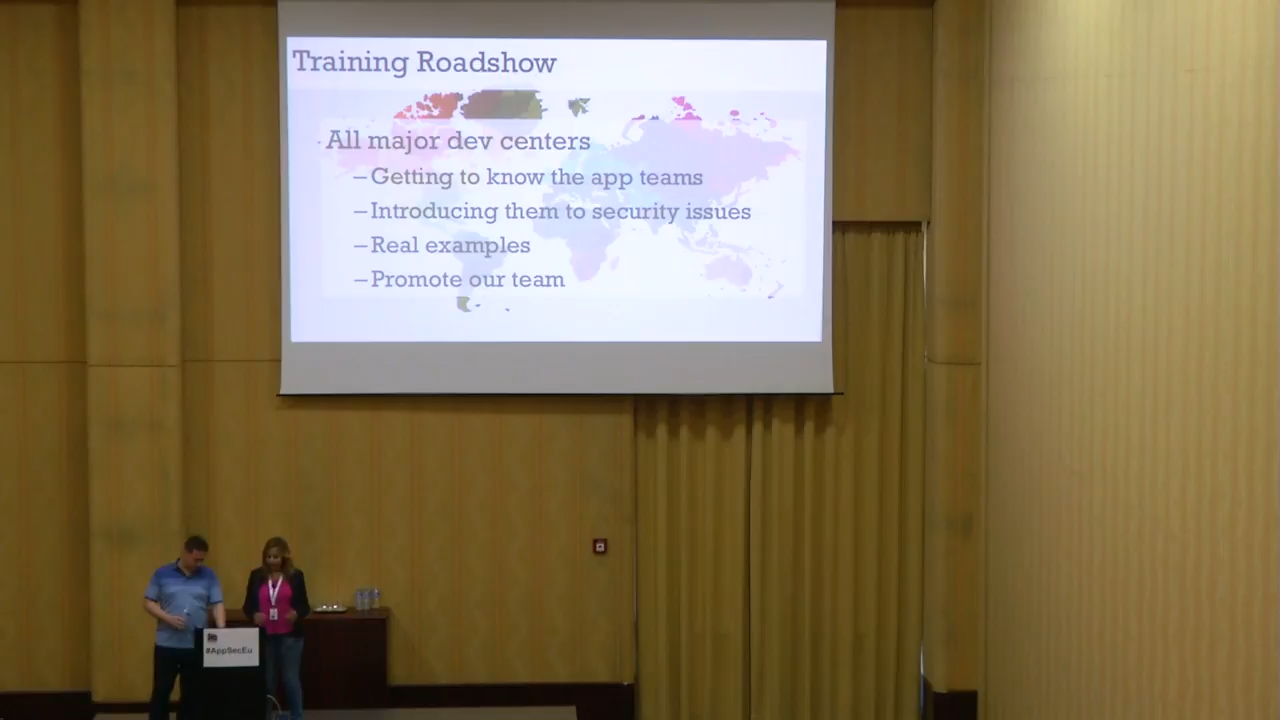 Training Roadshow
· All major dev centers
–Getting to know the app teams
–Introducing them to security issues
–Real examples
–Promote our team
#AppSecEu